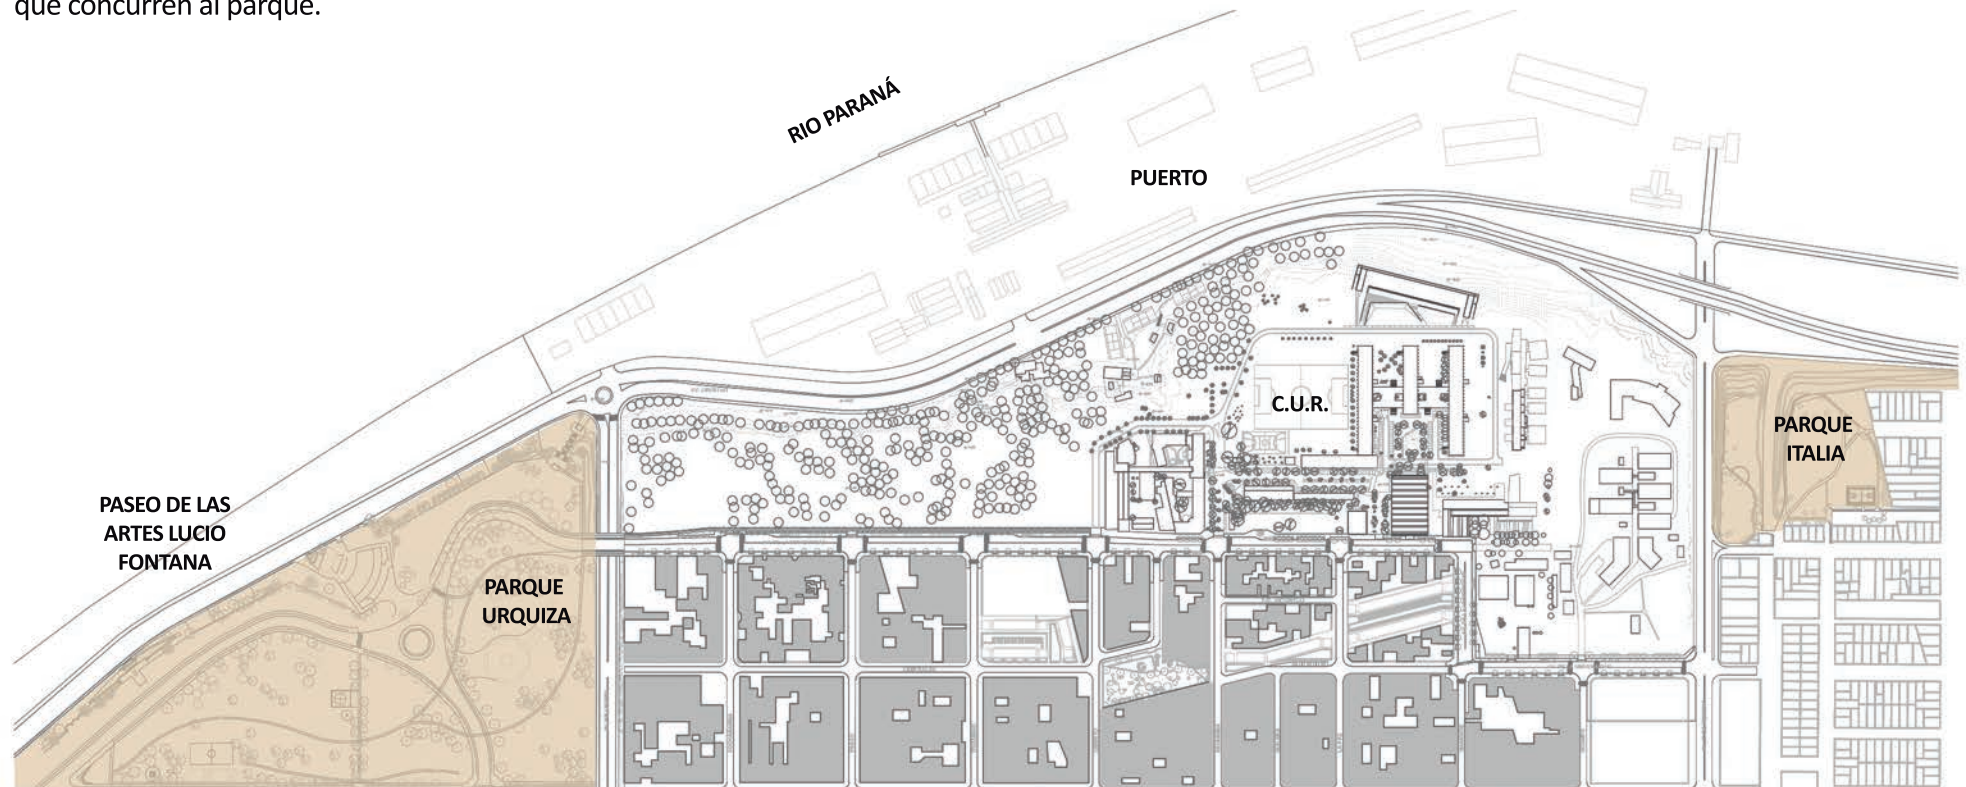 que concurren al parque.
RIO PARANÁ
PUERTO
C.U.R.
PARQUE
ITALIA
PASEO DE LAS
ARTES LUCIO
FONTANA
PARQUE
URQUIZA